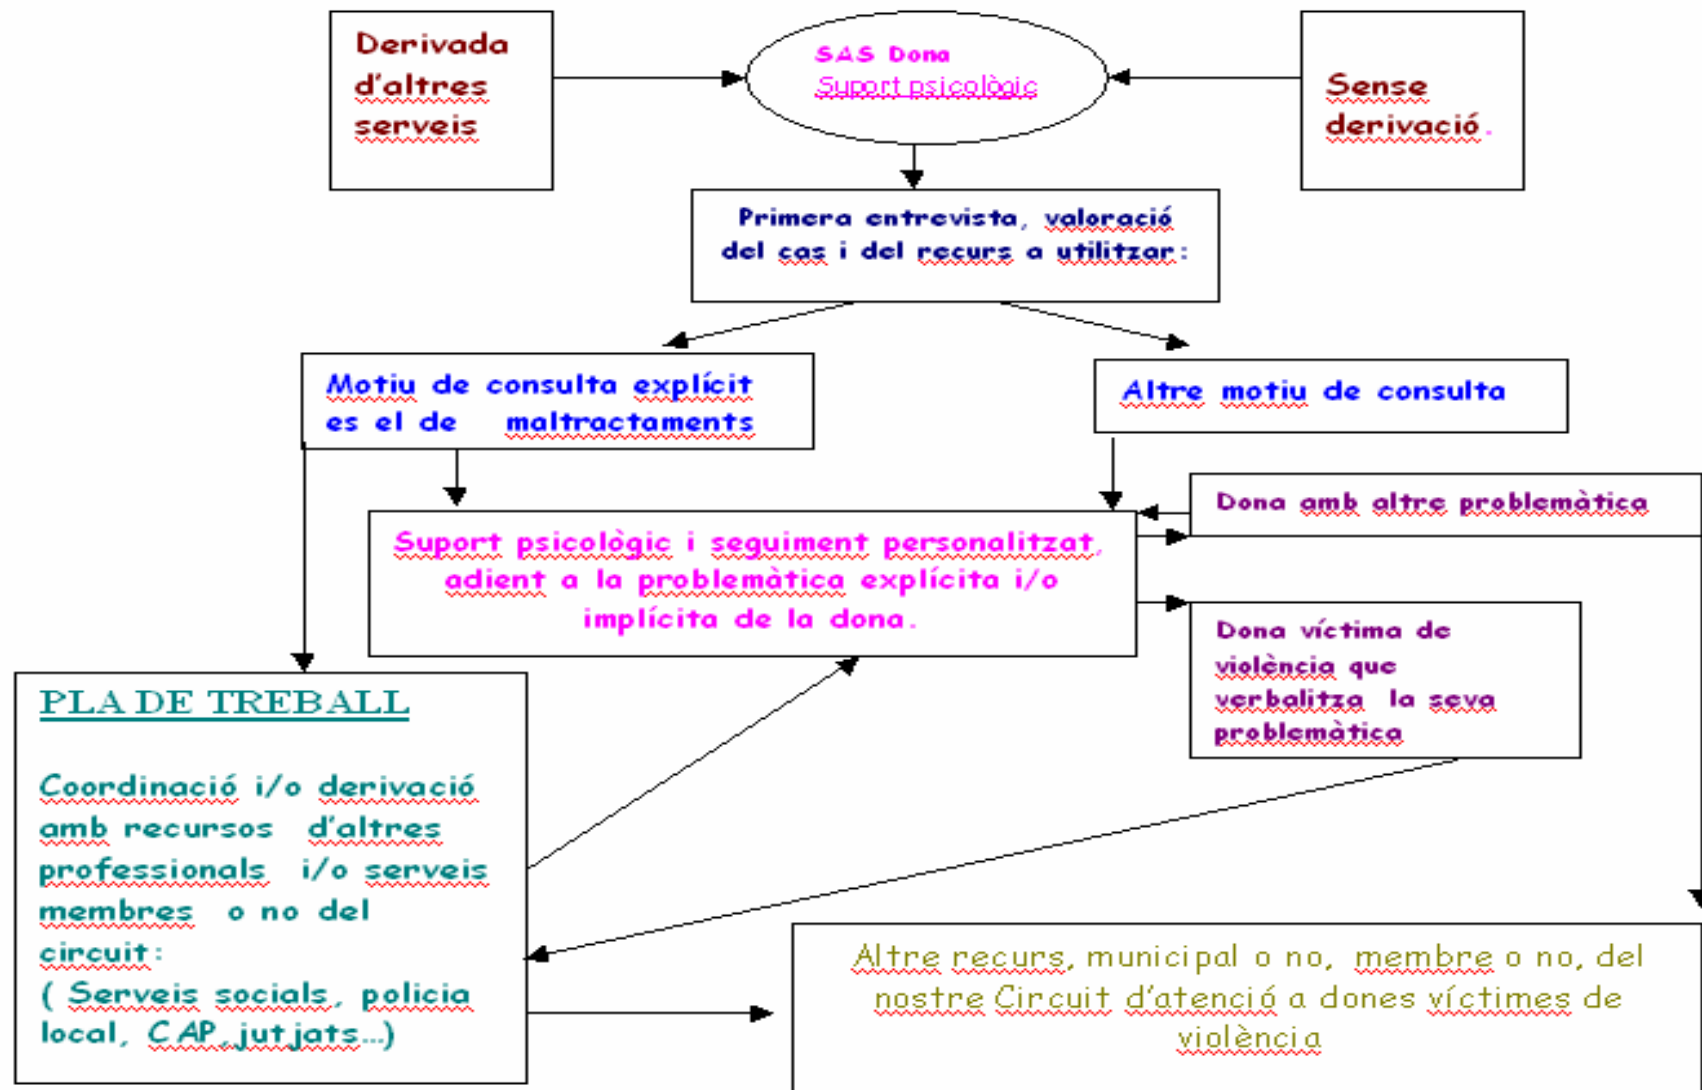 Derivada
d'altres
serveis
SAS Dona
Suport psicològic
Sense
derivació.
Primera entrevista, valoració
del cas i del recurs a utilitzar:
Motiu de consulta explícit
es el de maltractaments
Altre motiu de consulta
Dona amb altre problemàtica
Suport psicològic i seguiment personalitzat,
adient a la problemàtica explícita i/o
implícita de la dona.
Dona víctima de
violència que
verbalitza la seva
problemàtica
PLA DE TREBALL
Coordinació i/o derivació
amb recursos d'altres
professionals i/o serveis
membres o no del
circuit:
( Serveis socials, policia
local, CAP, jutjats...)
Altre recurs, municipal o no, membre o no, del
nostre Circuit d'atenció a dones víctimes de
violència